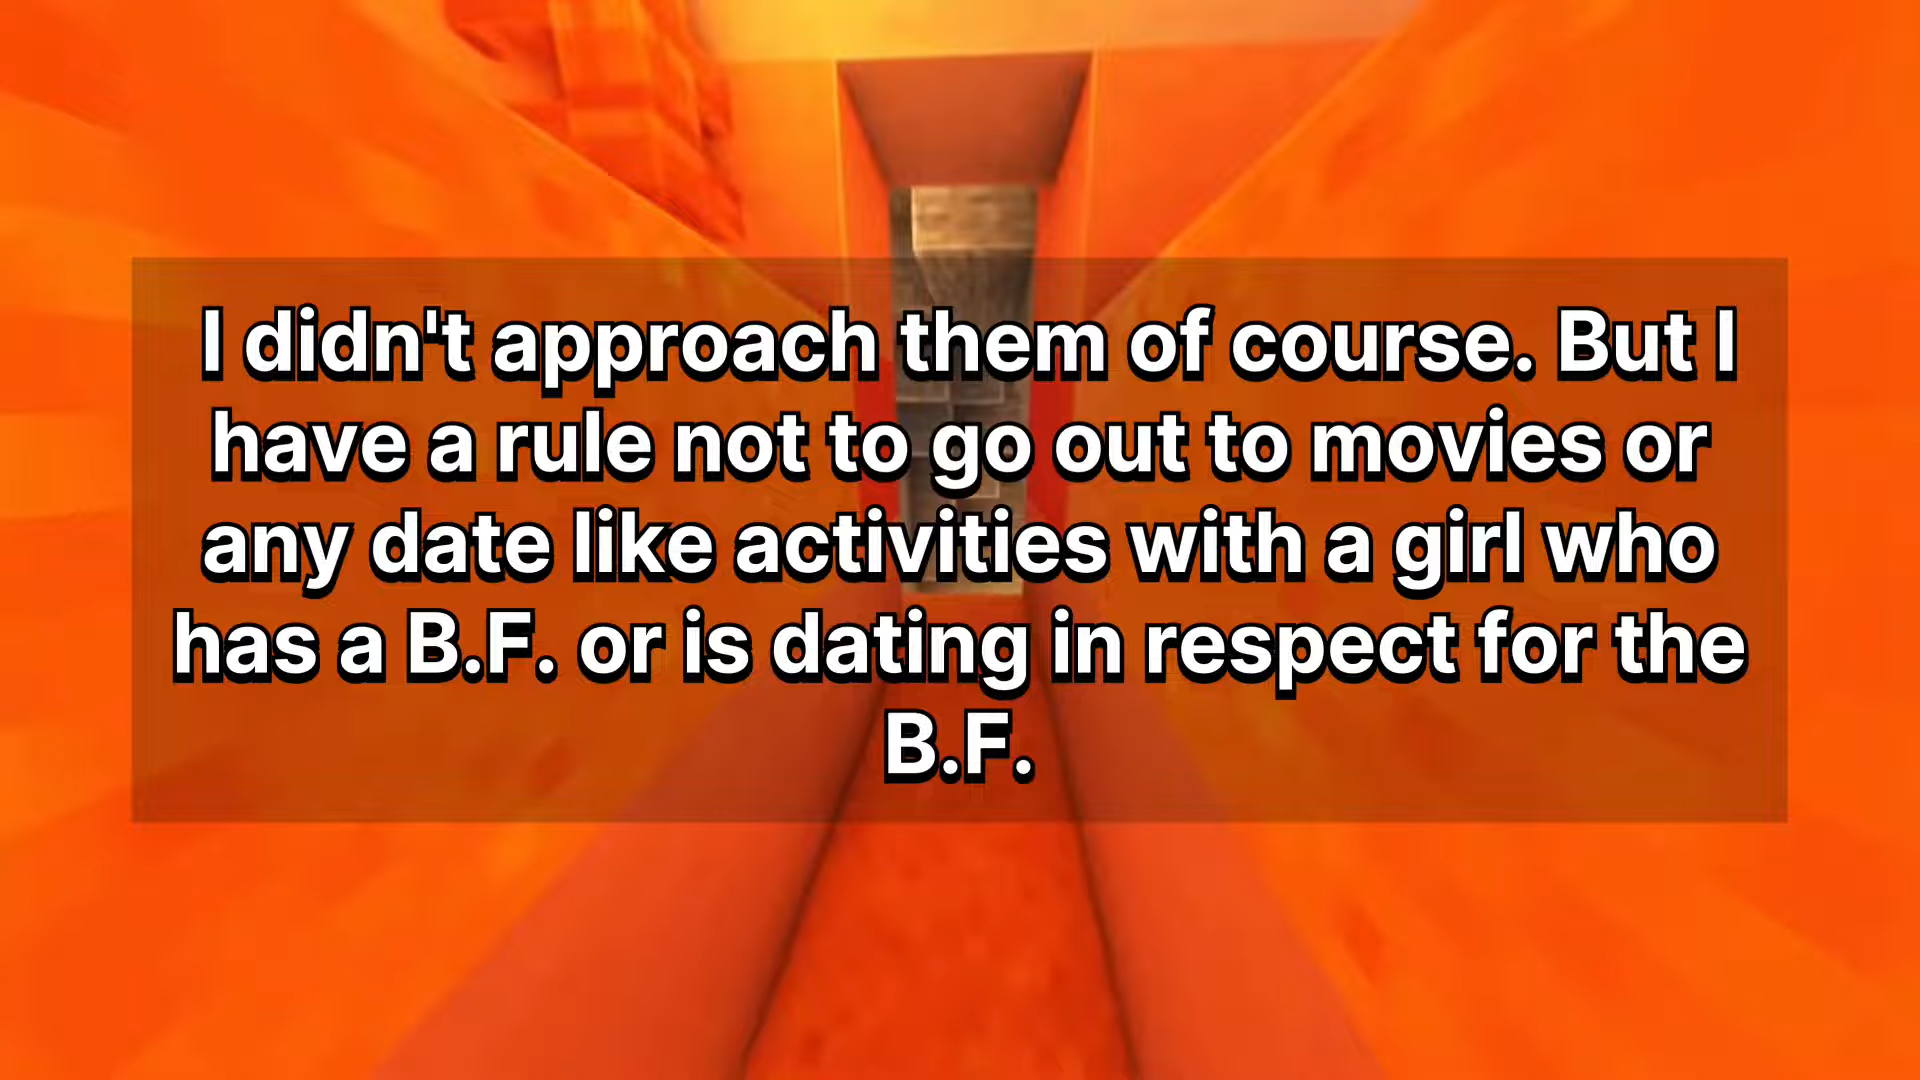 I didn't approach them of course. But I
have a rule not to go out to movies or
any date like activities with a girl who
has a B.F. or is dating in respect for the
B.F.